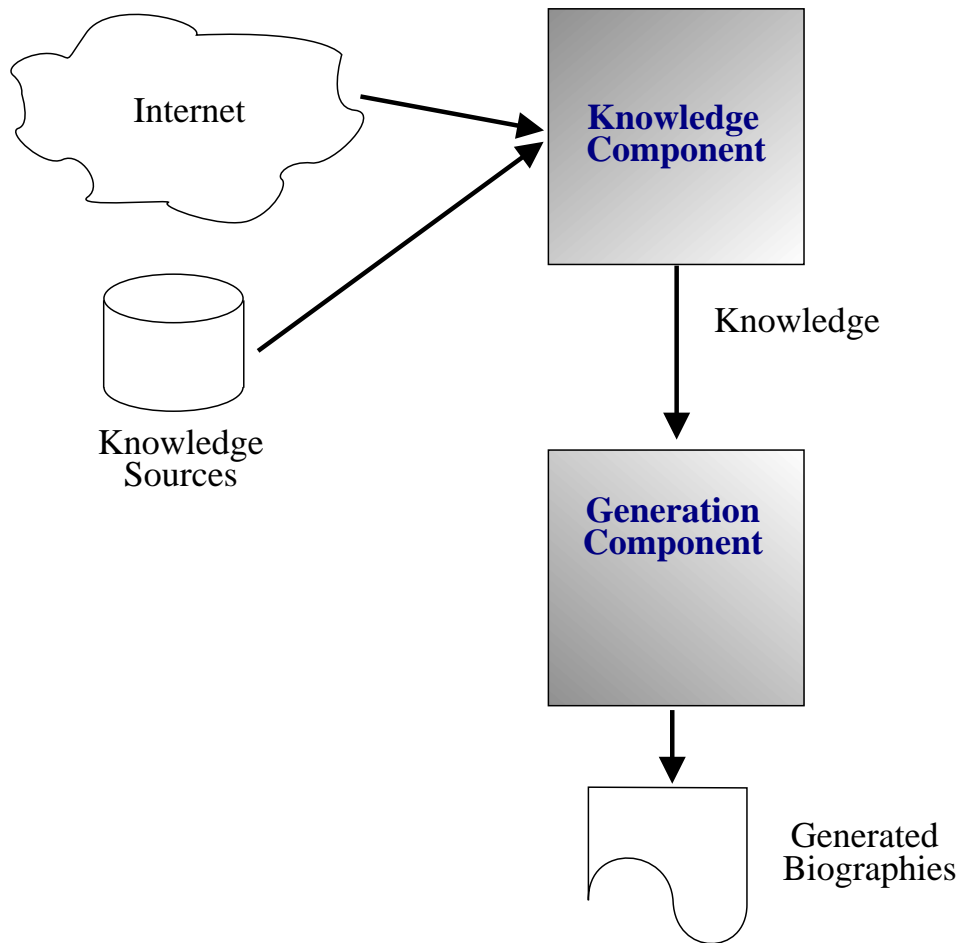 Internet
Knowledge
Component
Knowledge
Knowledge
Sources
Generation
Component
Generated
Biographies